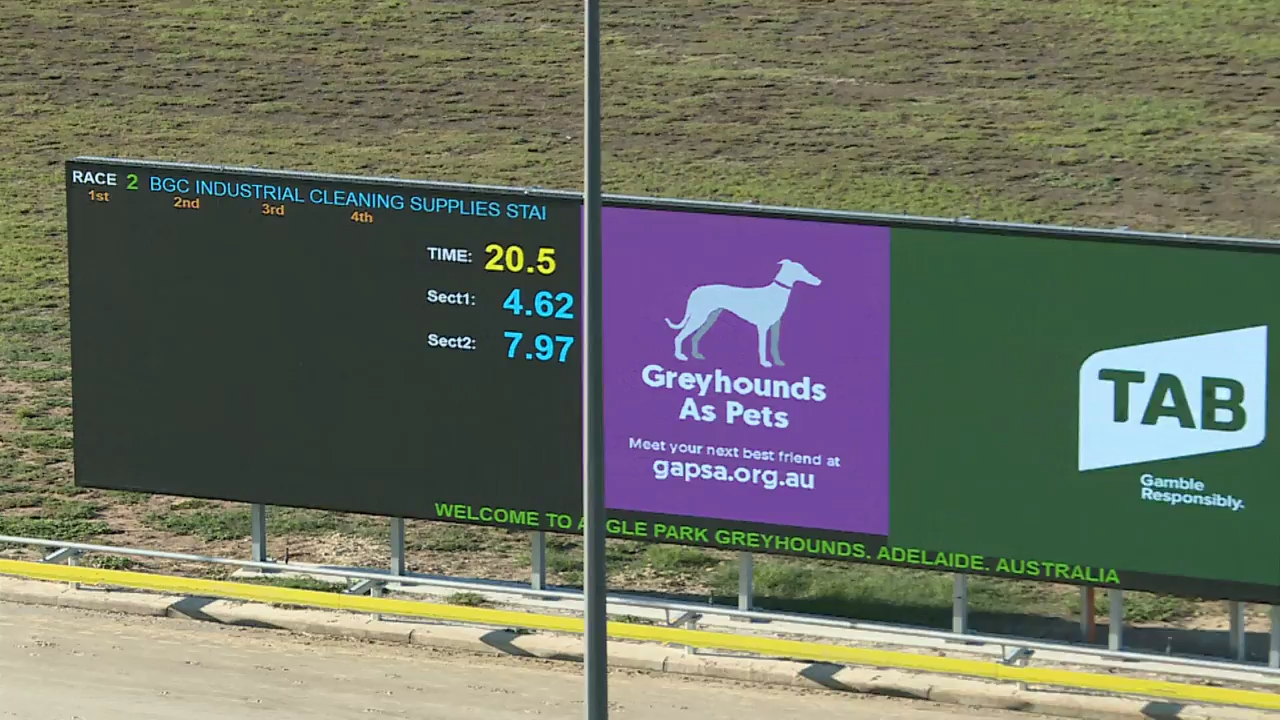 RACE 2 BGC INDUSTRIAL CLEANING SUPPLIES STAI
1st 2nd 3rd 4th
TIME: 20.5
Sect1: 4.62
Sect2: 7.97
Greyhounds
As Pets
Meet your next best friend at
gapsa.org.au
TAB
Gamble
Responsibly.
WELCOME TO A GLE PARK GREYHOUNDS. ADELAIDE. AUSTRALIA